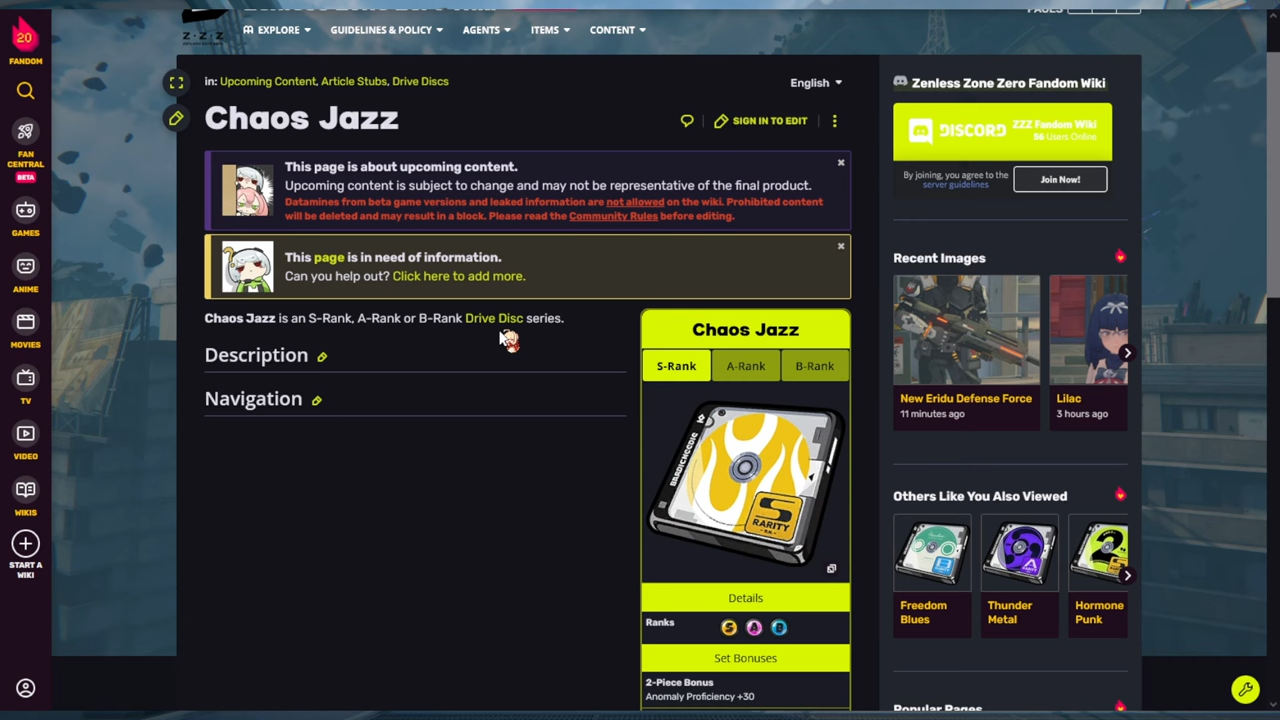 PAGES
Z·Z·Z
20
FANDOM
FAN CENTRAL
BETA
GAMES
ANIME
MOVIES
TV
VIDEO
WIKIS
START A WIKI
EXPLORE
GUIDELINES & POLICY
AGENTS
ITEMS
CONTENT
in: Upcoming Content, Article Stubs, Drive Discs
English
Chaos Jazz
SIGN IN TO EDIT
This page is about upcoming content.
Upcoming content is subject to change and may not be representative of the final product.
Datamines from beta game versions and leaked information are not allowed on the wiki. Prohibited content
will be deleted and may result in a block. Please read the Community Rules before editing.
This page is in need of information.
Can you help out? Click here to add more.
Chaos Jazz is an S-Rank, A-Rank or B-Rank Drive Disc series.
Description
Navigation
Chaos Jazz
S-Rank
A-Rank
B-Rank
S
RARITY
Details
Ranks
S
A
B
Set Bonuses
2-Piece Bonus
Anomaly Proficiency +30
Zenless Zone Zero Fandom Wiki
DISCORD
ZZZ Fandom Wiki
56 Users Online
By joining, you agree to the
server guidelines
Join Now!
Recent Images
New Eridu Defense Force
11 minutes ago
Lilac
3 hours ago
Others Like You Also Viewed
Freedom
Blues
Thunder
Metal
Hormone
Punk
Popular Pages